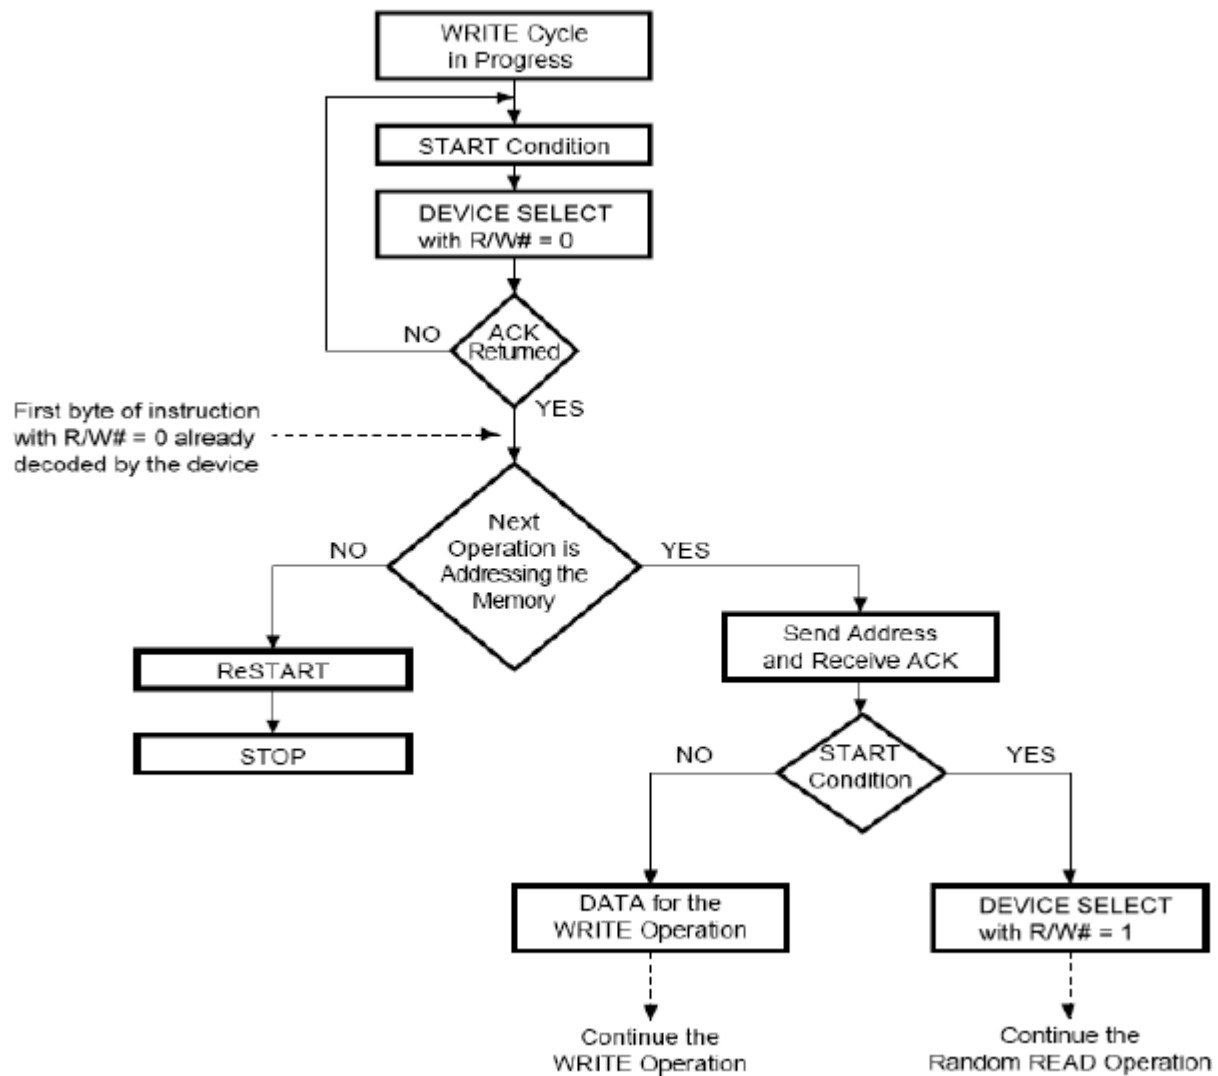 WRITE Cycle
in Progress
START Condition
DEVICE SELECT
with R/W# = 0
ACK
Returned
NO
YES
First byte of instruction
with R/W# = 0 already
decoded by the device
Next
Operation is
Addressing the
Memory
NO
YES
ReSTART
STOP
Send Address
and Receive ACK
START
Condition
NO
YES
DATA for the
WRITE Operation
DEVICE SELECT
with R/W# = 1
Continue the
WRITE Operation
Continue the
Random READ Operation